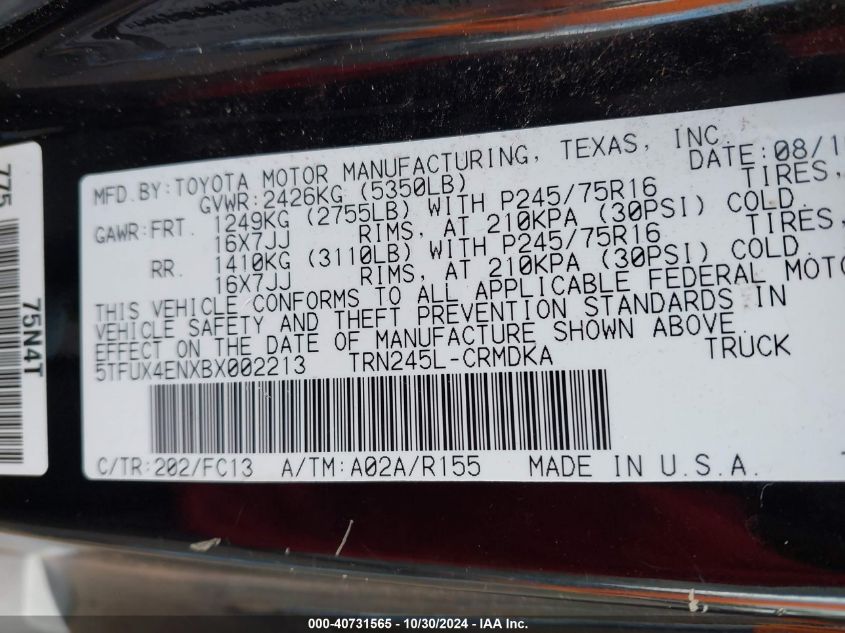 775
75N4T
MFD. BY: TOYOTA MOTOR MANUFACTURING, TEXAS, INC.
GVWR: 2426KG (5350LB) DATE: 08/1
GAWR: FRT. 1249KG (2755LB) WITH P245/75R16 TIRES,
16X7JJ RIMS, AT 210KPA (30PSI) COLD.
RR. 1410KG (3110LB) WITH P245/75R16 TIRES,
16X7JJ RIMS, AT 210KPA (30PSI) COLD.
THIS VEHICLE CONFORMS TO ALL APPLICABLE FEDERAL MOTO
VEHICLE SAFETY AND THEFT PREVENTION STANDARDS IN
EFFECT ON THE DATE OF MANUFACTURE SHOWN ABOVE.
5TFUX4ENXBX002213 TRN245L-CRMDKA TRUCK
C/TR: 202/FC13 A/TM: A02A/R155 MADE IN U.S.A.
000-40731565 - 10/30/2024 - IAA Inc.